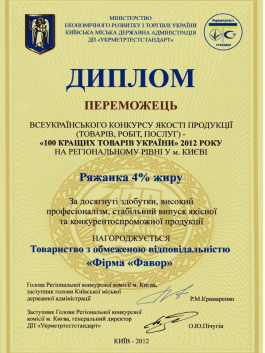 МІНІСТЕРСТВО
ЕКОНОМІЧНОГО РОЗВИТКУ І ТОРГІВЛІ УКРАЇНИ
КИЇВСЬКА МІСЬКА ДЕРЖАВНА АДМІНІСТРАЦІЯ
ДП «УКРМЕТРТЕСТСТАНДАРТ»
ДИПЛОМ
ПЕРЕМОЖЕЦЬ
ВСЕУКРАЇНСЬКОГО КОНКУРСУ ЯКОСТІ ПРОДУКЦІЇ
(ТОВАРІВ, РОБІТ, ПОСЛУГ) -
«100 КРАЩИХ ТОВАРІВ УКРАЇНИ» 2012 РОКУ
НА РЕГІОНАЛЬНОМУ РІВНІ У м. КИЄВІ
Ряжанка 4% жиру
За досягнуті здобутки, високий
професіоналізм, стабільний випуск якісної
та конкурентоспроможної продукції
НАГОРОДЖУЄТЬСЯ
Товариство з обмеженою відповідальністю
«Фірма «Фавор»
Голова Регіональної конкурсної комісії м. Києва,
заступник голови Київської міської
державної адміністрації
Р.М.Крамаренко
Заступник Голови Регіональної конкурсної
комісії м. Києва, генеральний директор
ДП «Укрметртестстандарт»
О.Ю.Пічугін
КИЇВ - 2012